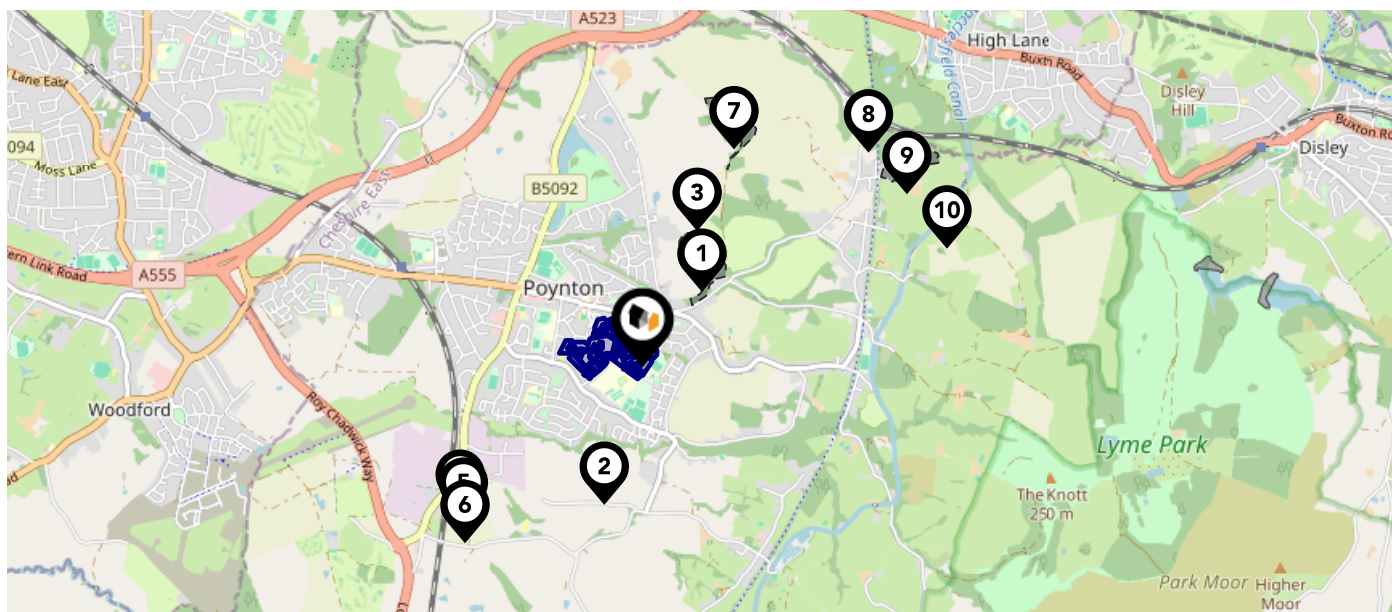 A523
High Lane
Buxtn Road
Macclesfield Canal
Lane East
Disley
Hill
7
8
Buxton Ro
094
Moss Lane
Disley
9
B5092
3
Cheshire East
10
1
ern Link Road
A555
Poynton
Woodford
Roy Chadwick Way
Lyme Park
2
5
6
The Knott
250 m
Park Moor
Higher
Moor